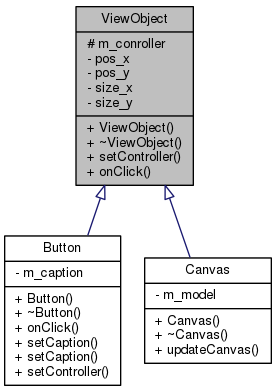 ViewObject
# m_conroller
- pos_x
- pos_y
- size_x
- size_y
+ ViewObject()
+ ~ViewObject()
+ setController()
+ onClick()
Button
- m_caption
+ Button()
+ ~Button()
+ onClick()
+ setCaption()
+ setCaption()
+ setController()
Canvas
- m_model
+ Canvas()
+ ~Canvas()
+ updateCanvas()